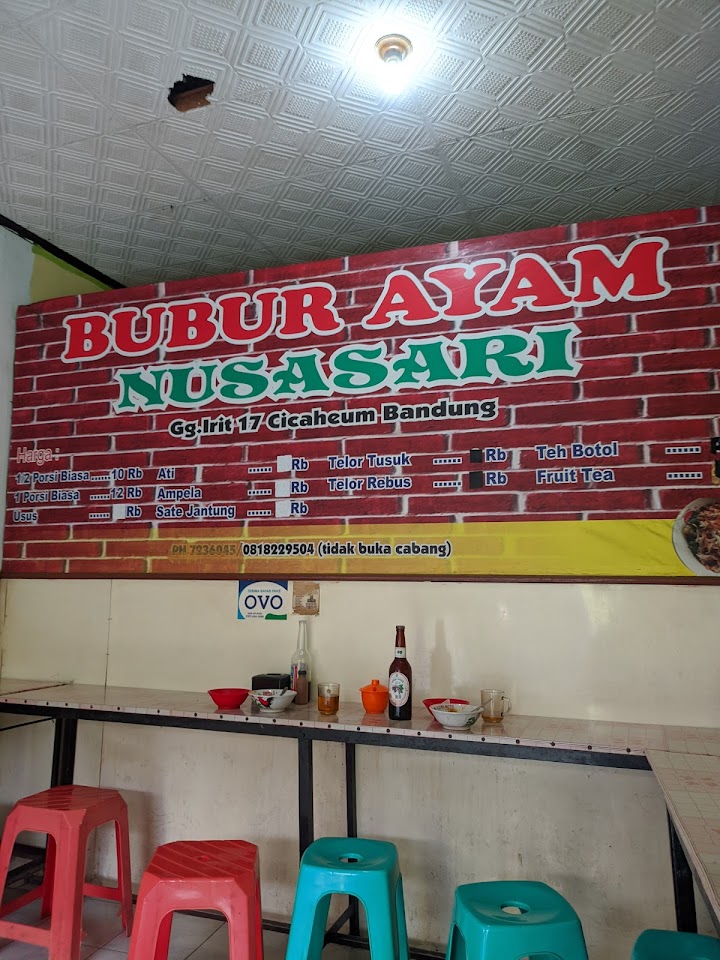 BUBUR AYAM
NUSASARI
Gg.Irit 17 Cicaheum Bandung
Harga :
1/2 Porsi Biasa ......10 Rb Ati ...... Rb Telor Tusuk ...... Rb Teh Botol ......
1 Porsi Biasa ......12 Rb Ampela ...... Rb Telor Rebus ...... Rb Fruit Tea ......
Usus ...... Rb Sate Jantung ...... Rb
PH 7236045 /0818229504 (tidak buka cabang)
OVO